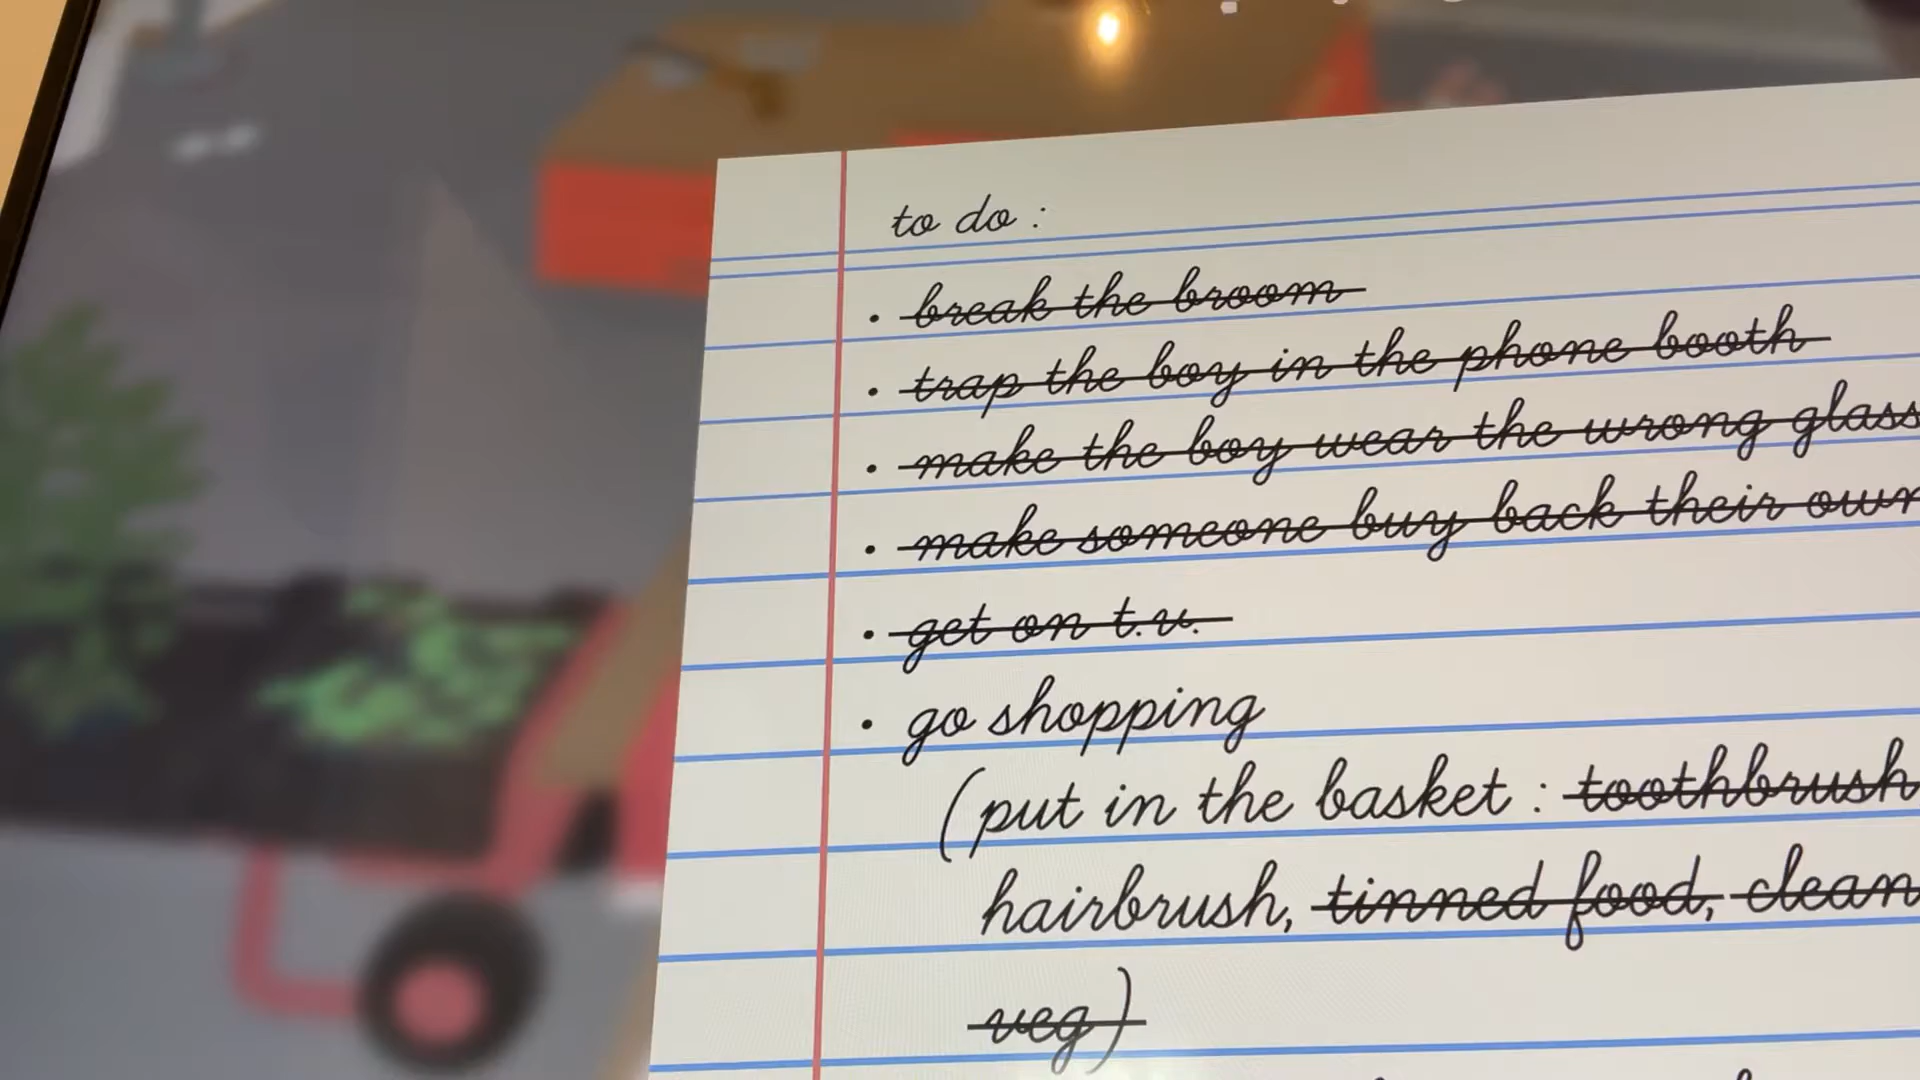 to do :
• break the broom
• trap the boy in the phone booth
• make the boy wear the wrong glass
• make someone buy back their own
• get on t.v.
• go shopping
(put in the basket : toothbrush
hairbrush, tinned food, clean
veg)